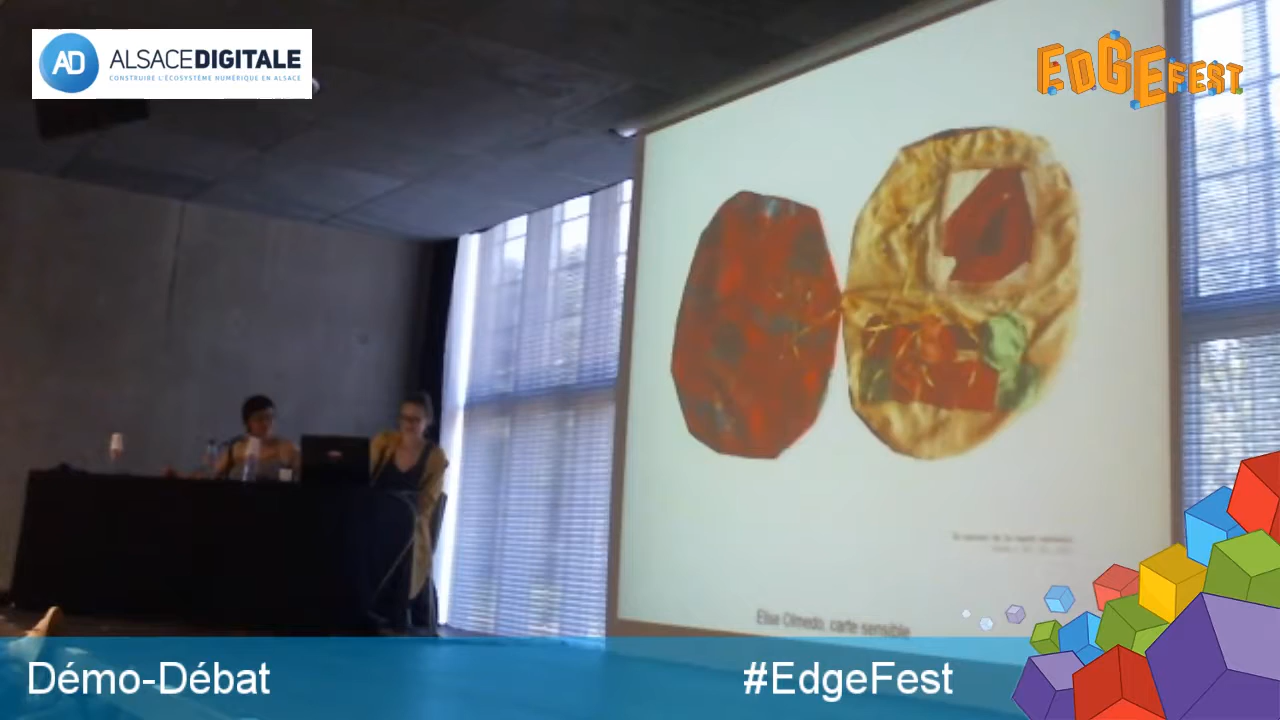 AD ALSACEDIGITALE
CONSTRUIRE L'ÉCOSYSTÈME NUMÉRIQUE EN ALSACE
EDGEFEST
Elise Olmedo, carte sensible
Démo-Débat
#EdgeFest